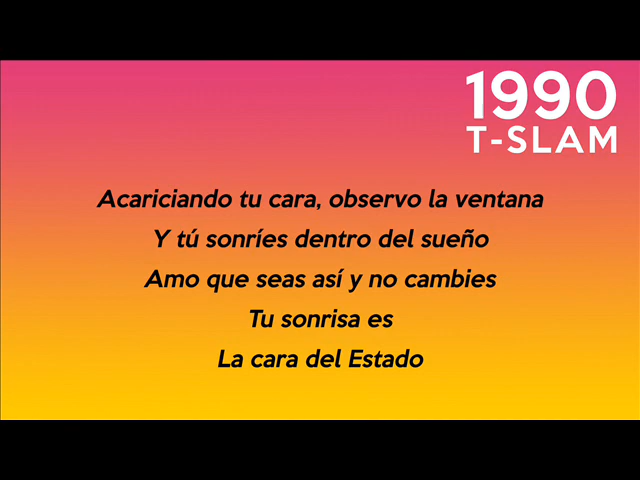 1990
T-SLAM
Acariciando tu cara, observo la ventana
Y tú sonríes dentro del sueño
Amo que seas así y no cambies
Tu sonrisa es
La cara del Estado